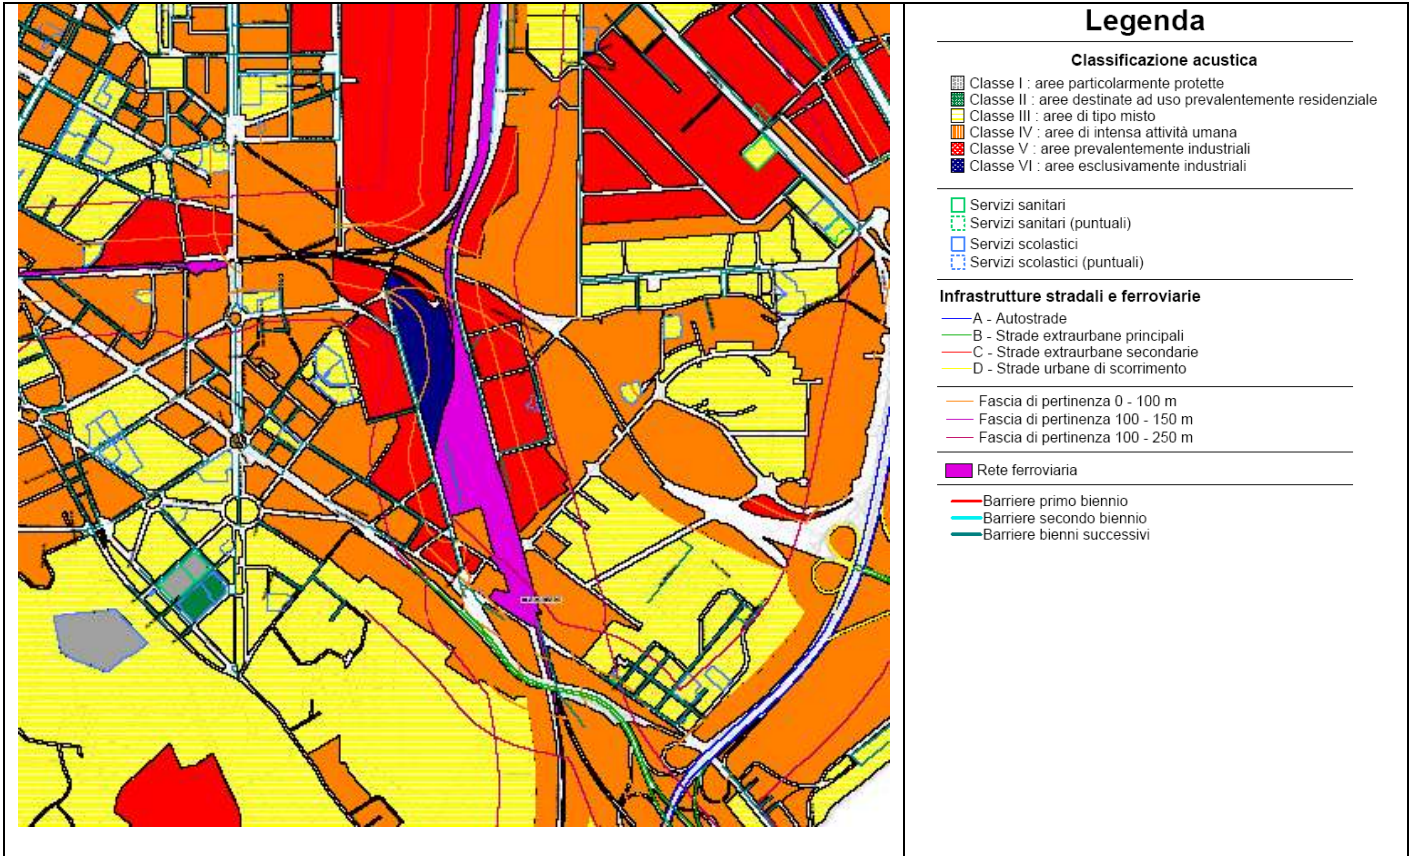 Legenda
Classificazione acustica
Classe I : aree particolarmente protette
Classe II : aree destinate ad uso prevalentemente residenziale
Classe III : aree di tipo misto
Classe IV : aree di intensa attività umana
Classe V : aree prevalentemente industriali
Classe VI : aree esclusivamente industriali
Servizi sanitari
Servizi sanitari (puntuali)
Servizi scolastici
Servizi scolastici (puntuali)
Infrastrutture stradali e ferroviarie
A - Autostrade
B - Strade extraurbane principali
C - Strade extraurbane secondarie
D - Strade urbane di scorrimento
Fascia di pertinenza 0 - 100 m
Fascia di pertinenza 100 - 150 m
Fascia di pertinenza 100 - 250 m
Rete ferroviaria
Barriere primo biennio
Barriere secondo biennio
Barriere bienni successivi